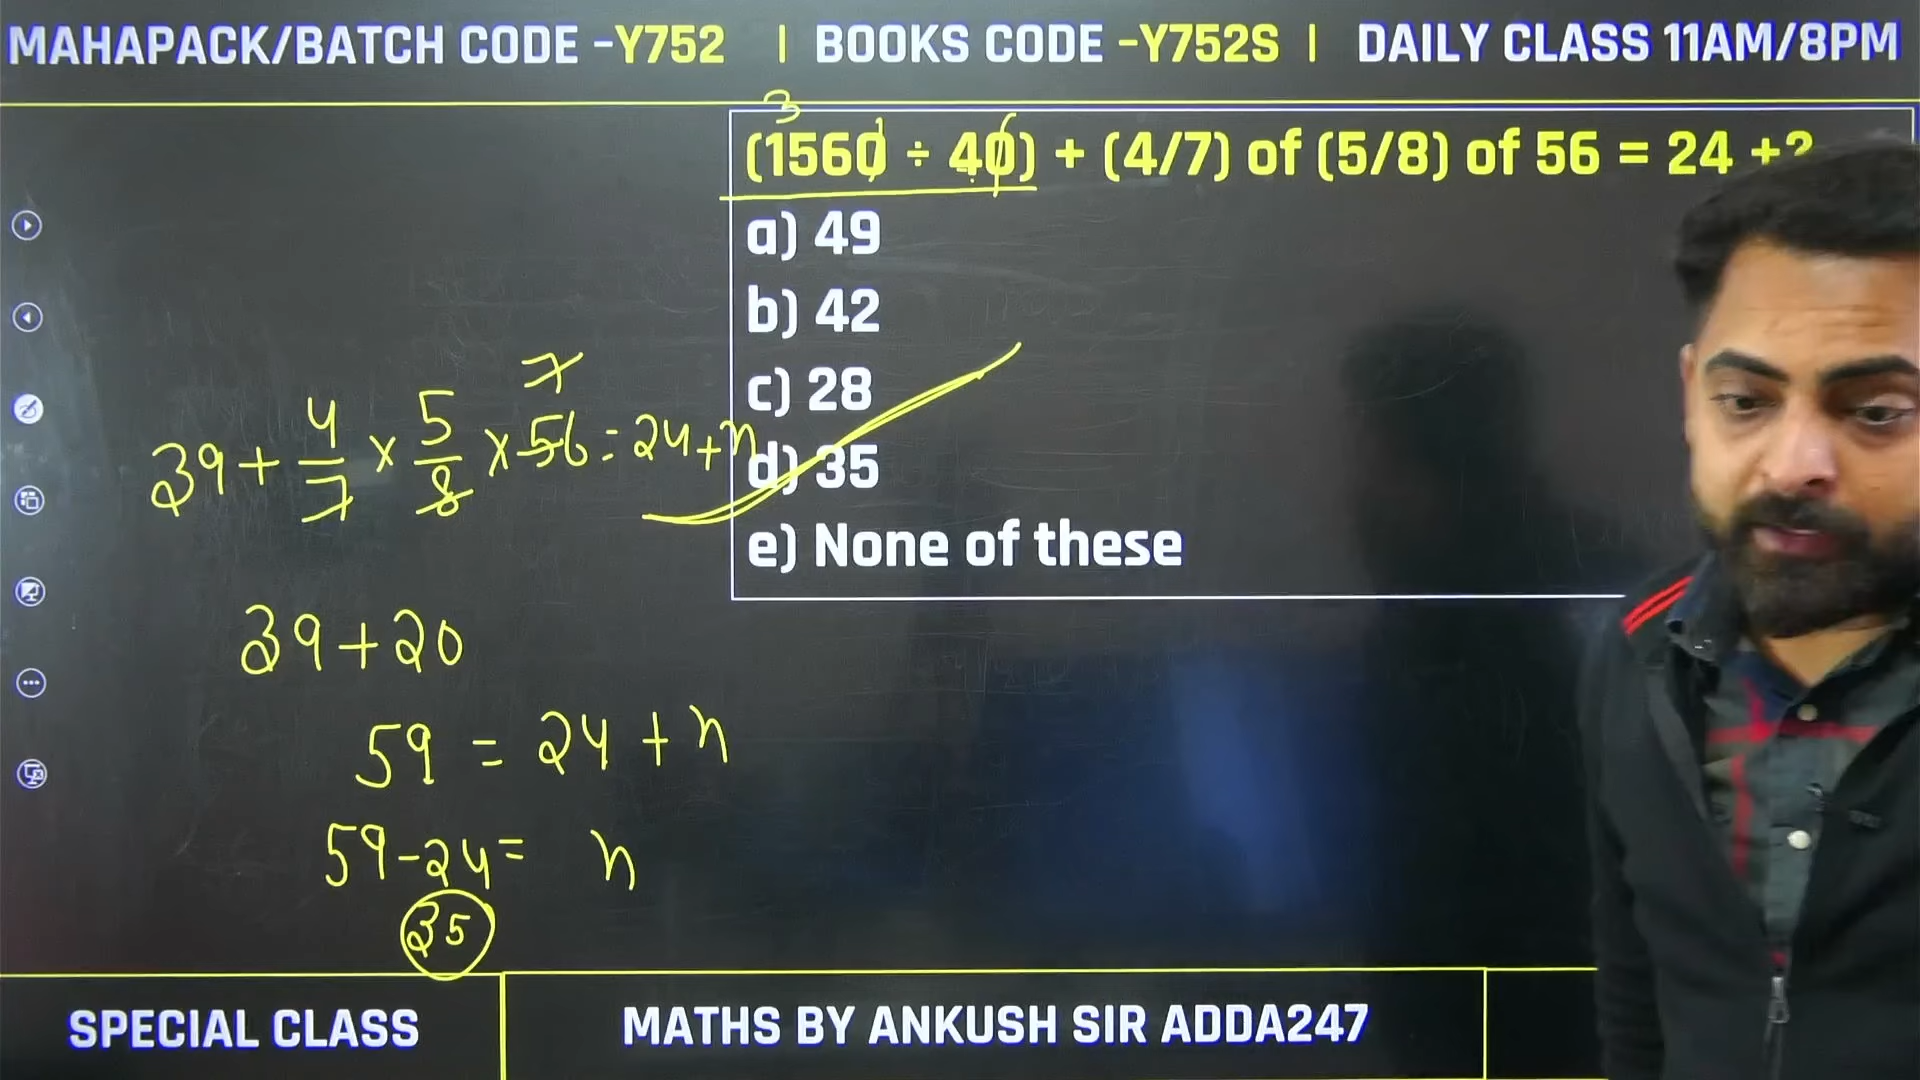 MAHAPACK/BATCH CODE -Y752 | BOOKS CODE -Y752S | DAILY CLASS 11AM/8PM
3
(1560 ÷ 40) + (4/7) of (5/8) of 56 = 24 +?
a) 49
b) 42
c) 28
d) 35
e) None of these
7
39 + 4/7 × 5/8 × 56 = 24 + x
39 + 20
59 = 24 + x
59 - 24 = x
35
SPECIAL CLASS
MATHS BY ANKUSH SIR ADDA247